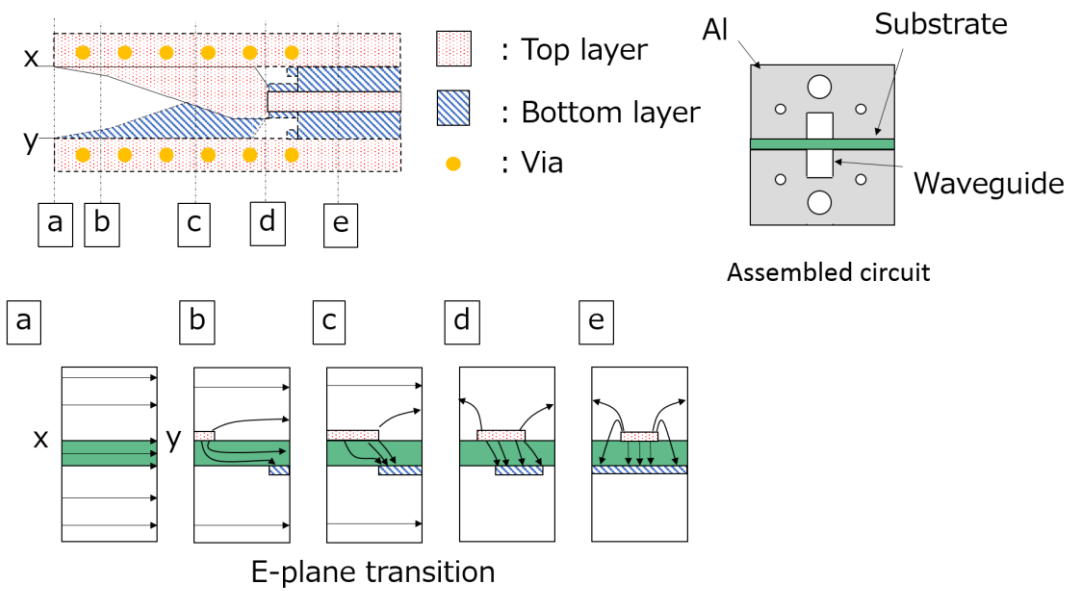 x
y
a
b
c
d
e
: Top layer
: Bottom layer
: Via
Al
Substrate
Waveguide
Assembled circuit
a
b
c
d
e
x
y
E-plane transition